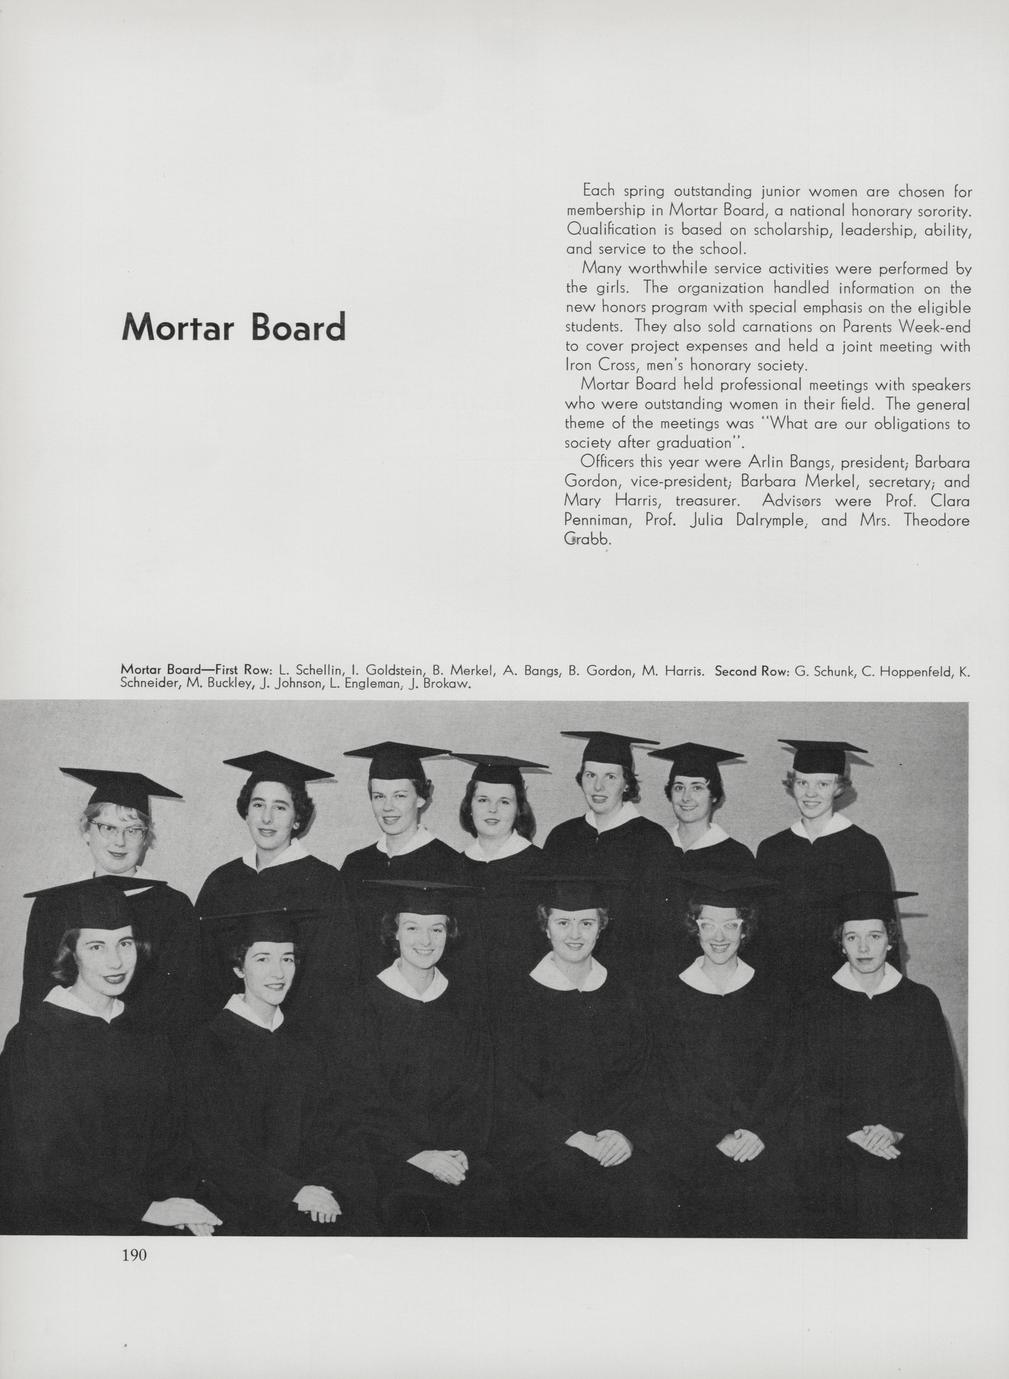 Mortar Board
Each spring outstanding junior women are chosen for
membership in Mortar Board, a national honorary sorority.
Qualification is based on scholarship, leadership, ability,
and service to the school.
Many worthwhile service activities were performed by
the girls. The organization handled information on the
new honors program with special emphasis on the eligible
students. They also sold carnations on Parents Week-end
to cover project expenses and held a joint meeting with
Iron Cross, men's honorary society.
Mortar Board held professional meetings with speakers
who were outstanding women in their field. The general
theme of the meetings was "What are our obligations to
society after graduation".
Officers this year were Arlin Bangs, president; Barbara
Gordon, vice-president; Barbara Merkel, secretary; and
Mary Harris, treasurer. Advisors were Prof. Clara
Penniman, Prof. Julia Dalrymple, and Mrs. Theodore
Grabb.
Mortar Board—First Row: L. Schellin, I. Goldstein, B. Merkel, A. Bangs, B. Gordon, M. Harris. Second Row: G. Schunk, C. Hoppenfeld, K.
Schneider, M. Buckley, J. Johnson, L. Engleman, J. Brokaw.
190